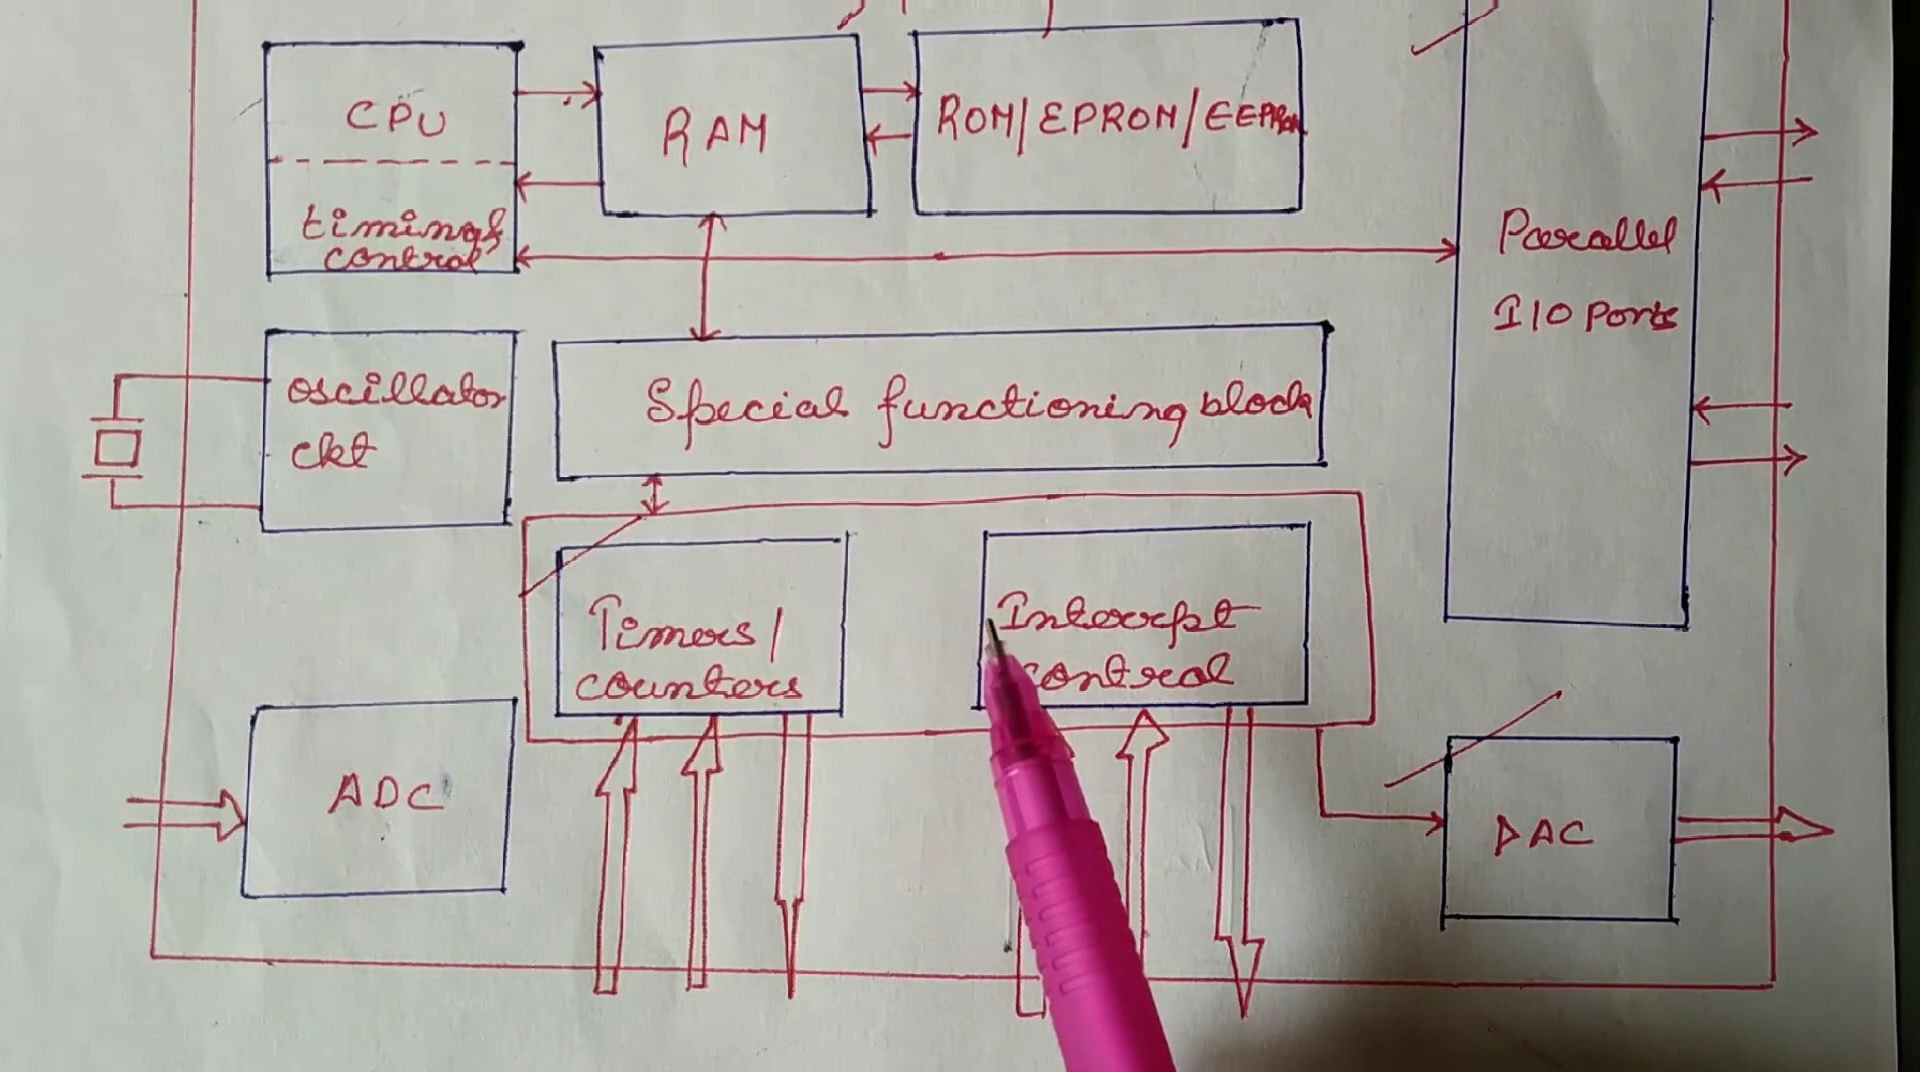 CPU
timing &
control
RAM
ROM/EPROM/EEPROM
Parallel
I/O Ports
oscillator
ckt
Special functioning block
Timers/
counters
Interrpt
control
ADC
DAC